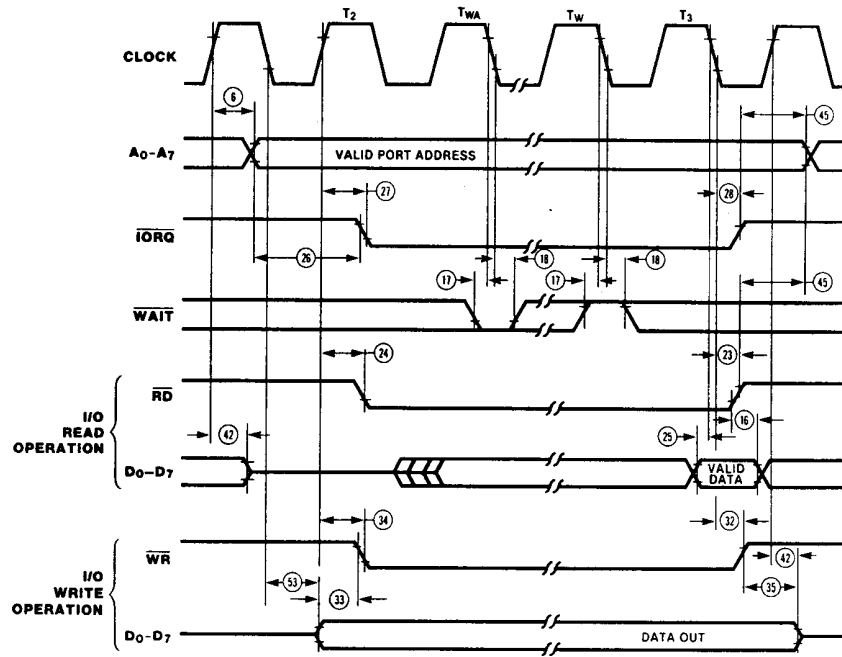 T2 TWA TW T3
CLOCK
6
45
A0-A7
VALID PORT ADDRESS
27
28
IORQ
26
18
18
17
17
45
WAIT
24
23
RD
I/O
READ
OPERATION
16
42
25
D0-D7
VALID
DATA
34
32
WR
42
I/O
WRITE
OPERATION
53
33
35
D0-D7
DATA OUT